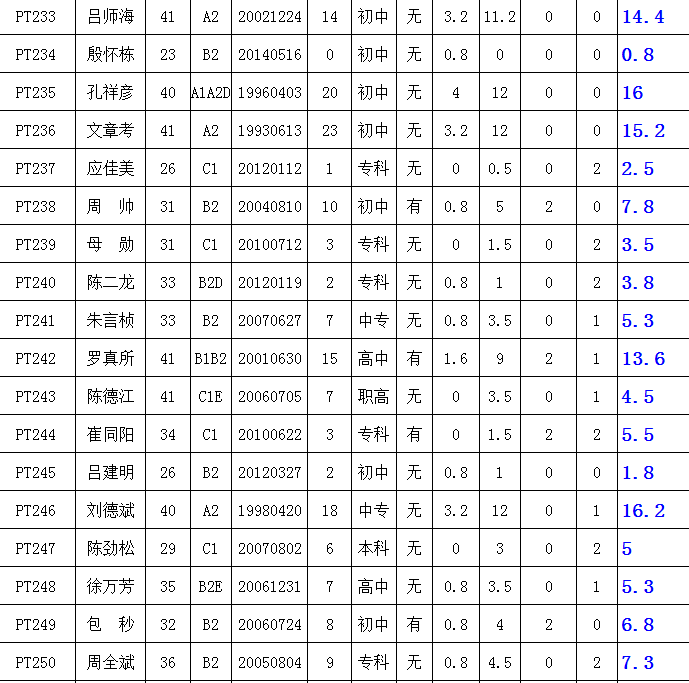 PT233 吕师海 41 A2 20021224 14 初中 无 3.2 11.2 0 0 14.4
PT234 殷怀栋 23 B2 20140516 0 初中 无 0.8 0 0 0 0.8
PT235 孔祥彦 40 A1A2D 19960403 20 初中 无 4 12 0 0 16
PT236 文章考 41 A2 19930613 23 初中 无 3.2 12 0 0 15.2
PT237 应佳美 26 C1 20120112 1 专科 无 0 0.5 0 2 2.5
PT238 周 帅 31 B2 20040810 10 初中 有 0.8 5 2 0 7.8
PT239 母 勋 31 C1 20100712 3 专科 无 0 1.5 0 2 3.5
PT240 陈二龙 33 B2D 20120119 2 专科 无 0.8 1 0 2 3.8
PT241 朱言桢 33 B2 20070627 7 中专 无 0.8 3.5 0 1 5.3
PT242 罗真所 41 B1B2 20010630 15 高中 有 1.6 9 2 1 13.6
PT243 陈德江 41 C1E 20060705 7 职高 无 0 3.5 0 1 4.5
PT244 崔同阳 34 C1 20100622 3 专科 有 0 1.5 2 2 5.5
PT245 吕建明 26 B2 20120327 2 初中 无 0.8 1 0 0 1.8
PT246 刘德斌 40 A2 19980420 18 中专 无 3.2 12 0 1 16.2
PT247 陈劲松 29 C1 20070802 6 本科 无 0 3 0 2 5
PT248 徐万芳 35 B2E 20061231 7 高中 无 0.8 3.5 0 1 5.3
PT249 包 秒 32 B2 20060724 8 初中 有 0.8 4 2 0 6.8
PT250 周全斌 36 B2 20050804 9 专科 无 0.8 4.5 0 2 7.3